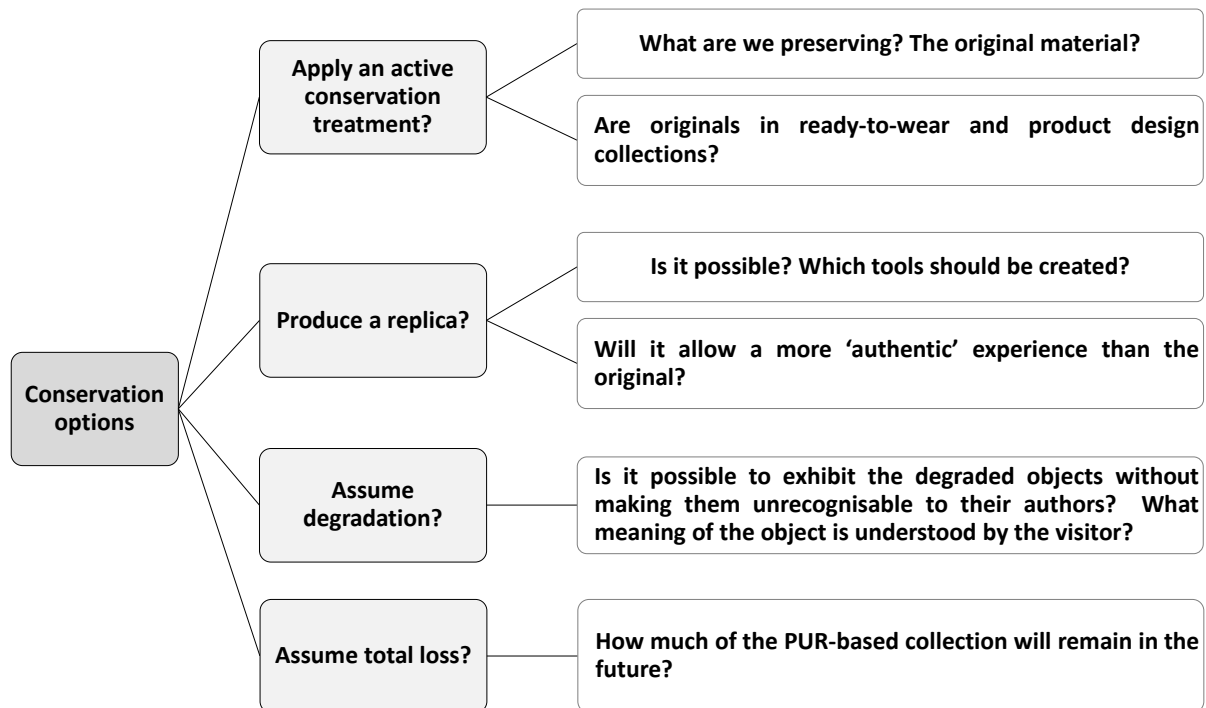 Conservation
options
Apply an active
conservation
treatment?
What are we preserving? The original material?
Are originals in ready-to-wear and product design
collections?
Produce a replica?
Is it possible? Which tools should be created?
Will it allow a more ‘authentic’ experience than the
original?
Assume
degradation?
Is it possible to exhibit the degraded objects without
making them unrecognisable to their authors? What
meaning of the object is understood by the visitor?
Assume total loss?
How much of the PUR-based collection will remain in the
future?